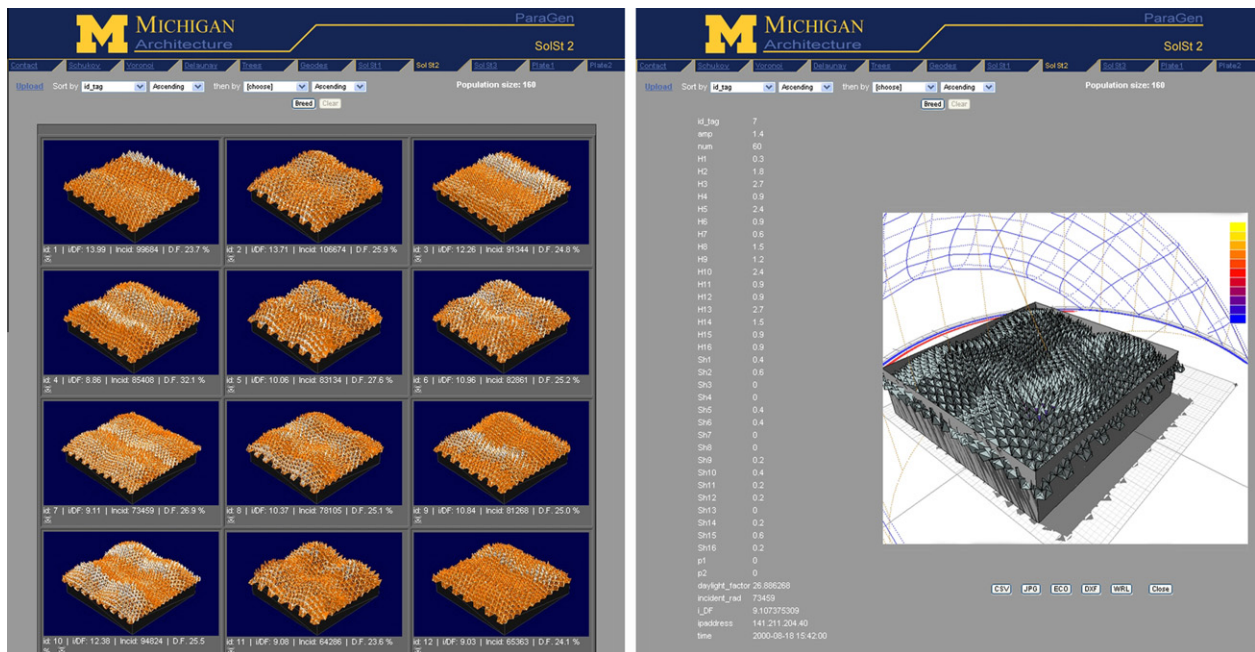 M MICHIGAN
Architecture
ParaGen
SolSt 2
Contact Schukov Voronoi Delaunay Trees Geodex Sol St1 Sol St2 Sol St3 Plate1 Plate2
Upload Sort by id_tag Ascending then by [choose] Ascending Population size: 160
Breed Clear
id: 1 | i/DF: 13.99 | Incid: 99684 | D.F. 23.7 %
id: 2 | i/DF: 13.71 | Incid: 106674 | D.F. 25.9 %
id: 3 | i/DF: 12.26 | Incid: 91344 | D.F. 24.8 %
id: 4 | i/DF: 8.86 | Incid: 85408 | D.F. 32.1 %
id: 5 | i/DF: 10.06 | Incid: 83134 | D.F. 27.6 %
id: 6 | i/DF: 10.96 | Incid: 82861 | D.F. 25.2 %
id: 7 | i/DF: 9.11 | Incid: 73459 | D.F. 26.9 %
id: 8 | i/DF: 10.37 | Incid: 78105 | D.F. 25.1 %
id: 9 | i/DF: 10.84 | Incid: 81268 | D.F. 25.0 %
id: 10 | i/DF: 12.38 | Incid: 94824 | D.F. 25.5
id: 11 | i/DF: 9.08 | Incid: 64286 | D.F. 23.6 %
id: 12 | i/DF: 9.03 | Incid: 65363 | D.F. 24.1 %
M MICHIGAN
Architecture
ParaGen
SolSt 2
Contact Schukov Voronoi Delaunay Trees Geodex Sol St1 Sol St2 Sol St3 Plate1 Plate2
Upload Sort by id_tag Ascending then by [choose] Ascending Population size: 160
Breed Clear
id_tag 7
amp 1.4
num 60
H1 0.3
H2 1.8
H3 2.7
H4 0.9
H5 2.4
H6 0.9
H7 0.6
H8 1.5
H9 1.2
H10 2.4
H11 0.9
H12 0.9
H13 2.7
H14 1.5
H15 0.9
H16 0.9
Sh1 0.4
Sh2 0.6
Sh3 0
Sh4 0
Sh5 0.4
Sh6 0.4
Sh7 0
Sh8 0
Sh9 0.2
Sh10 0.4
Sh11 0.2
Sh12 0.2
Sh13 0
Sh14 0.2
Sh15 0.6
Sh16 0.2
p1 0
p2 0
daylight_factor 26.886268
incident_rad 73459
i_DF 9.107375309
ipaddress 141.211.204.40
time 2000-08-18 15:42:00
CSV JPG ECO DXF WRL Close